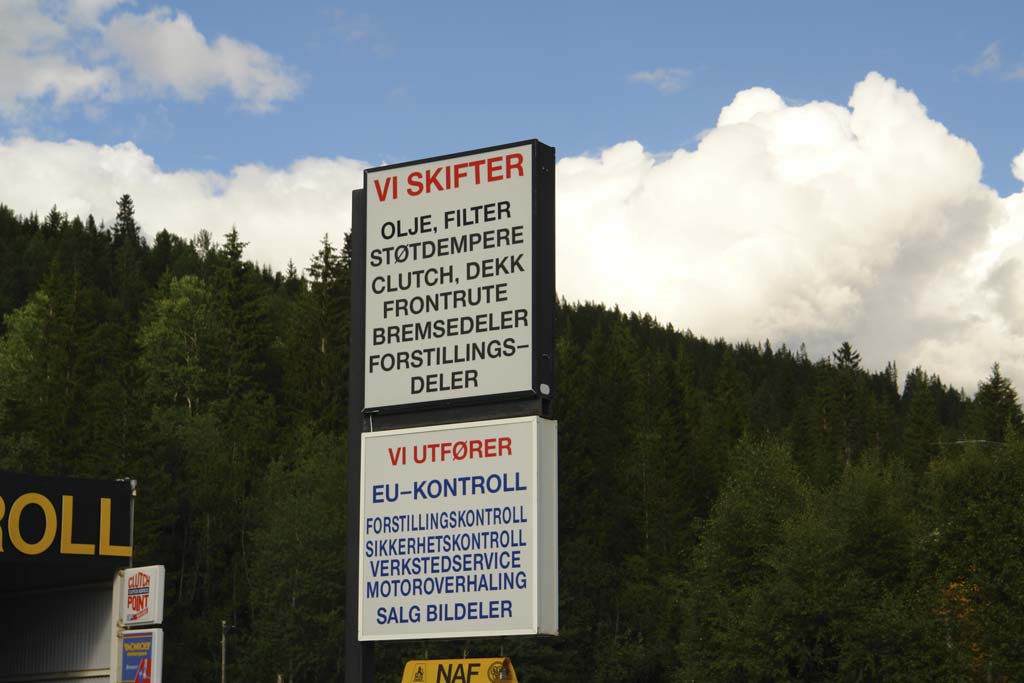 VI SKIFTER
OLJE, FILTER
STØTDEMPERE
CLUTCH, DEKK
FRONTRUTE
BREMSEDELER
FORSTILLINGS–
DELER
VI UTFØRER
EU–KONTROLL
FORSTILLINGSKONTROLL
SIKKERHETSKONTROLL
VERKSTEDSERVICE
MOTOROVERHALING
SALG BILDELER
NAF
ROLL
CLUTCH
POINT
MONROE